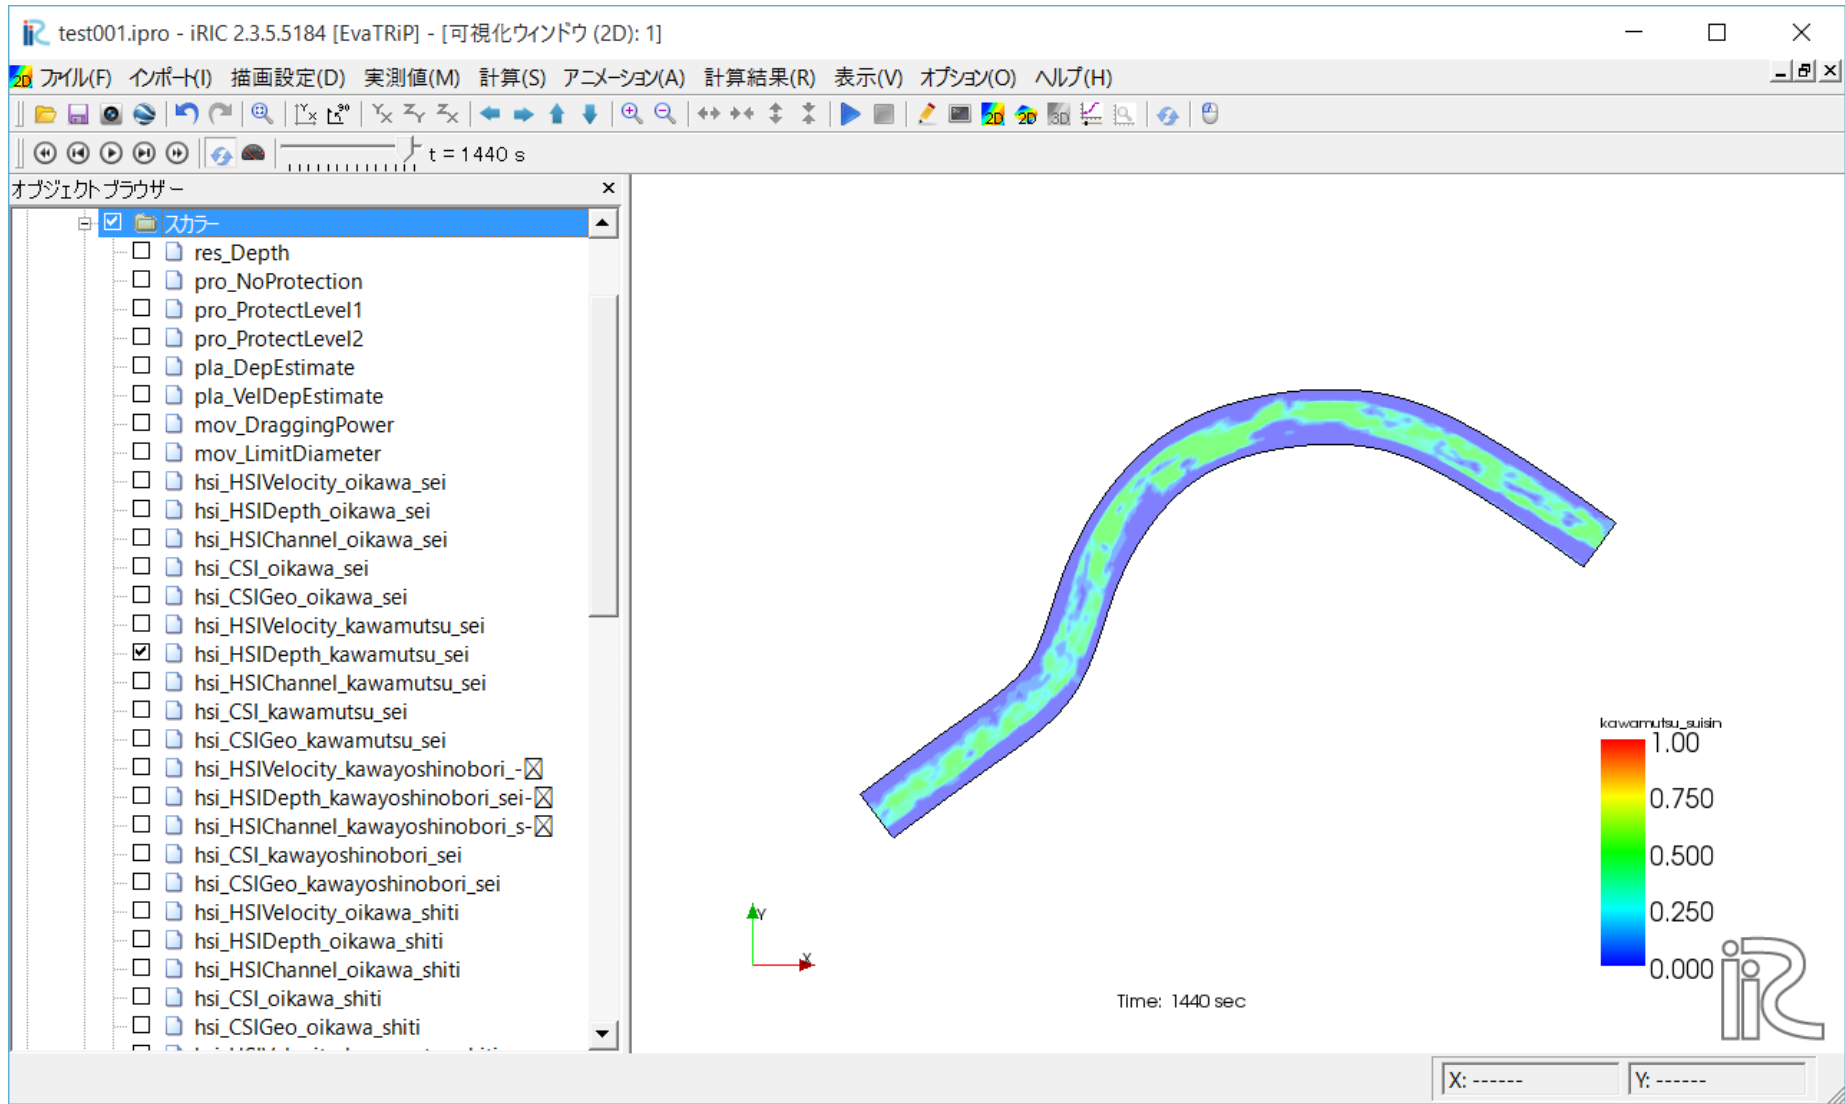 test001.ipro - iRIC 2.3.5.5184 [EvaTRiP] - [可視化ウィンドウ (2D): 1]
ファイル(F) インポート(I) 描画設定(D) 実測値(M) 計算(S) アニメーション(A) 計算結果(R) 表示(V) オプション(O) ヘルプ(H)
t = 1440 s
オブジェクト ブラウザー
スカラー
res_Depth
pro_NoProtection
pro_ProtectLevel1
pro_ProtectLevel2
pla_DepEstimate
pla_VelDepEstimate
mov_DraggingPower
mov_LimitDiameter
hsi_HSIVelocity_oikawa_sei
hsi_HSIDepth_oikawa_sei
hsi_HSIChannel_oikawa_sei
hsi_CSI_oikawa_sei
hsi_CSIGeo_oikawa_sei
hsi_HSIVelocity_kawamutsu_sei
hsi_HSIDepth_kawamutsu_sei
hsi_HSIChannel_kawamutsu_sei
hsi_CSI_kawamutsu_sei
hsi_CSIGeo_kawamutsu_sei
hsi_HSIVelocity_kawayoshinobori_-
hsi_HSIDepth_kawayoshinobori_sei-
hsi_HSIChannel_kawayoshinobori_s-
hsi_CSI_kawayoshinobori_sei
hsi_CSIGeo_kawayoshinobori_sei
hsi_HSIVelocity_oikawa_shiti
hsi_HSIDepth_oikawa_shiti
hsi_HSIChannel_oikawa_shiti
hsi_CSI_oikawa_shiti
hsi_CSIGeo_oikawa_shiti
kawamutsu_suisin
1.00
0.750
0.500
0.250
0.000
Y
X
Time: 1440 sec
iRIC
X: ------
Y: ------